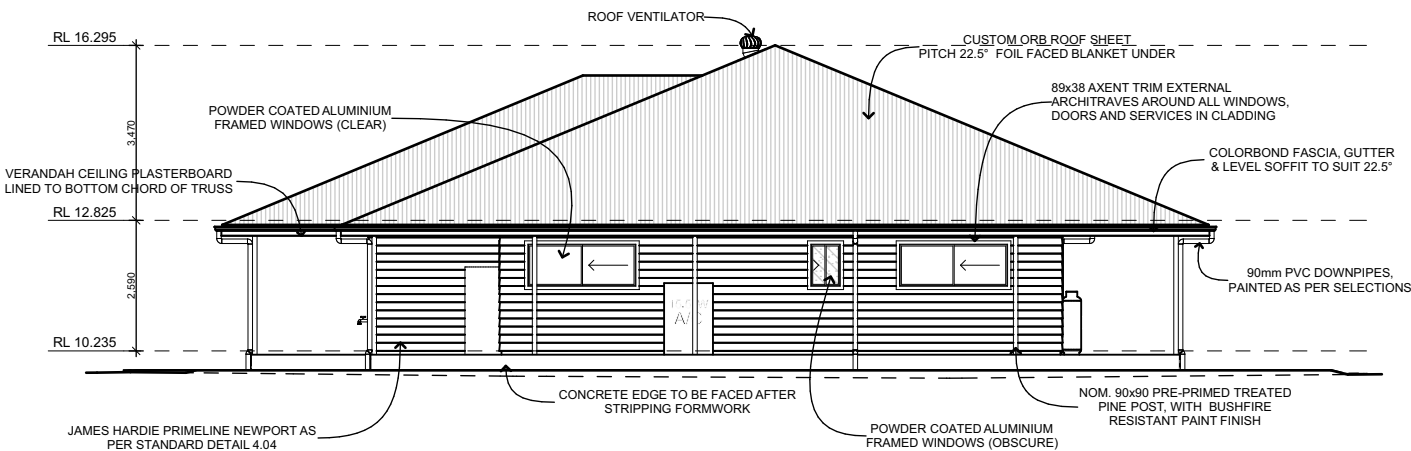 ROOF VENTILATOR
RL 16.295
CUSTOM ORB ROOF SHEET
PITCH 22.5° FOIL FACED BLANKET UNDER
89x38 AXENT TRIM EXTERNAL
ARCHITRAVES AROUND ALL WINDOWS,
DOORS AND SERVICES IN CLADDING
POWDER COATED ALUMINIUM
FRAMED WINDOWS (CLEAR)
3.470
COLORBOND FASCIA, GUTTER
& LEVEL SOFFIT TO SUIT 22.5°
VERANDAH CEILING PLASTERBOARD
LINED TO BOTTOM CHORD OF TRUSS
RL 12.825
2.590
90mm PVC DOWNPIPES,
PAINTED AS PER SELECTIONS
A/C
RL 10.235
CONCRETE EDGE TO BE FACED AFTER
STRIPPING FORMWORK
NOM. 90x90 PRE-PRIMED TREATED
PINE POST, WITH BUSHFIRE
RESISTANT PAINT FINISH
JAMES HARDIE PRIMELINE NEWPORT AS
PER STANDARD DETAIL 4.04
POWDER COATED ALUMINIUM
FRAMED WINDOWS (OBSCURE)